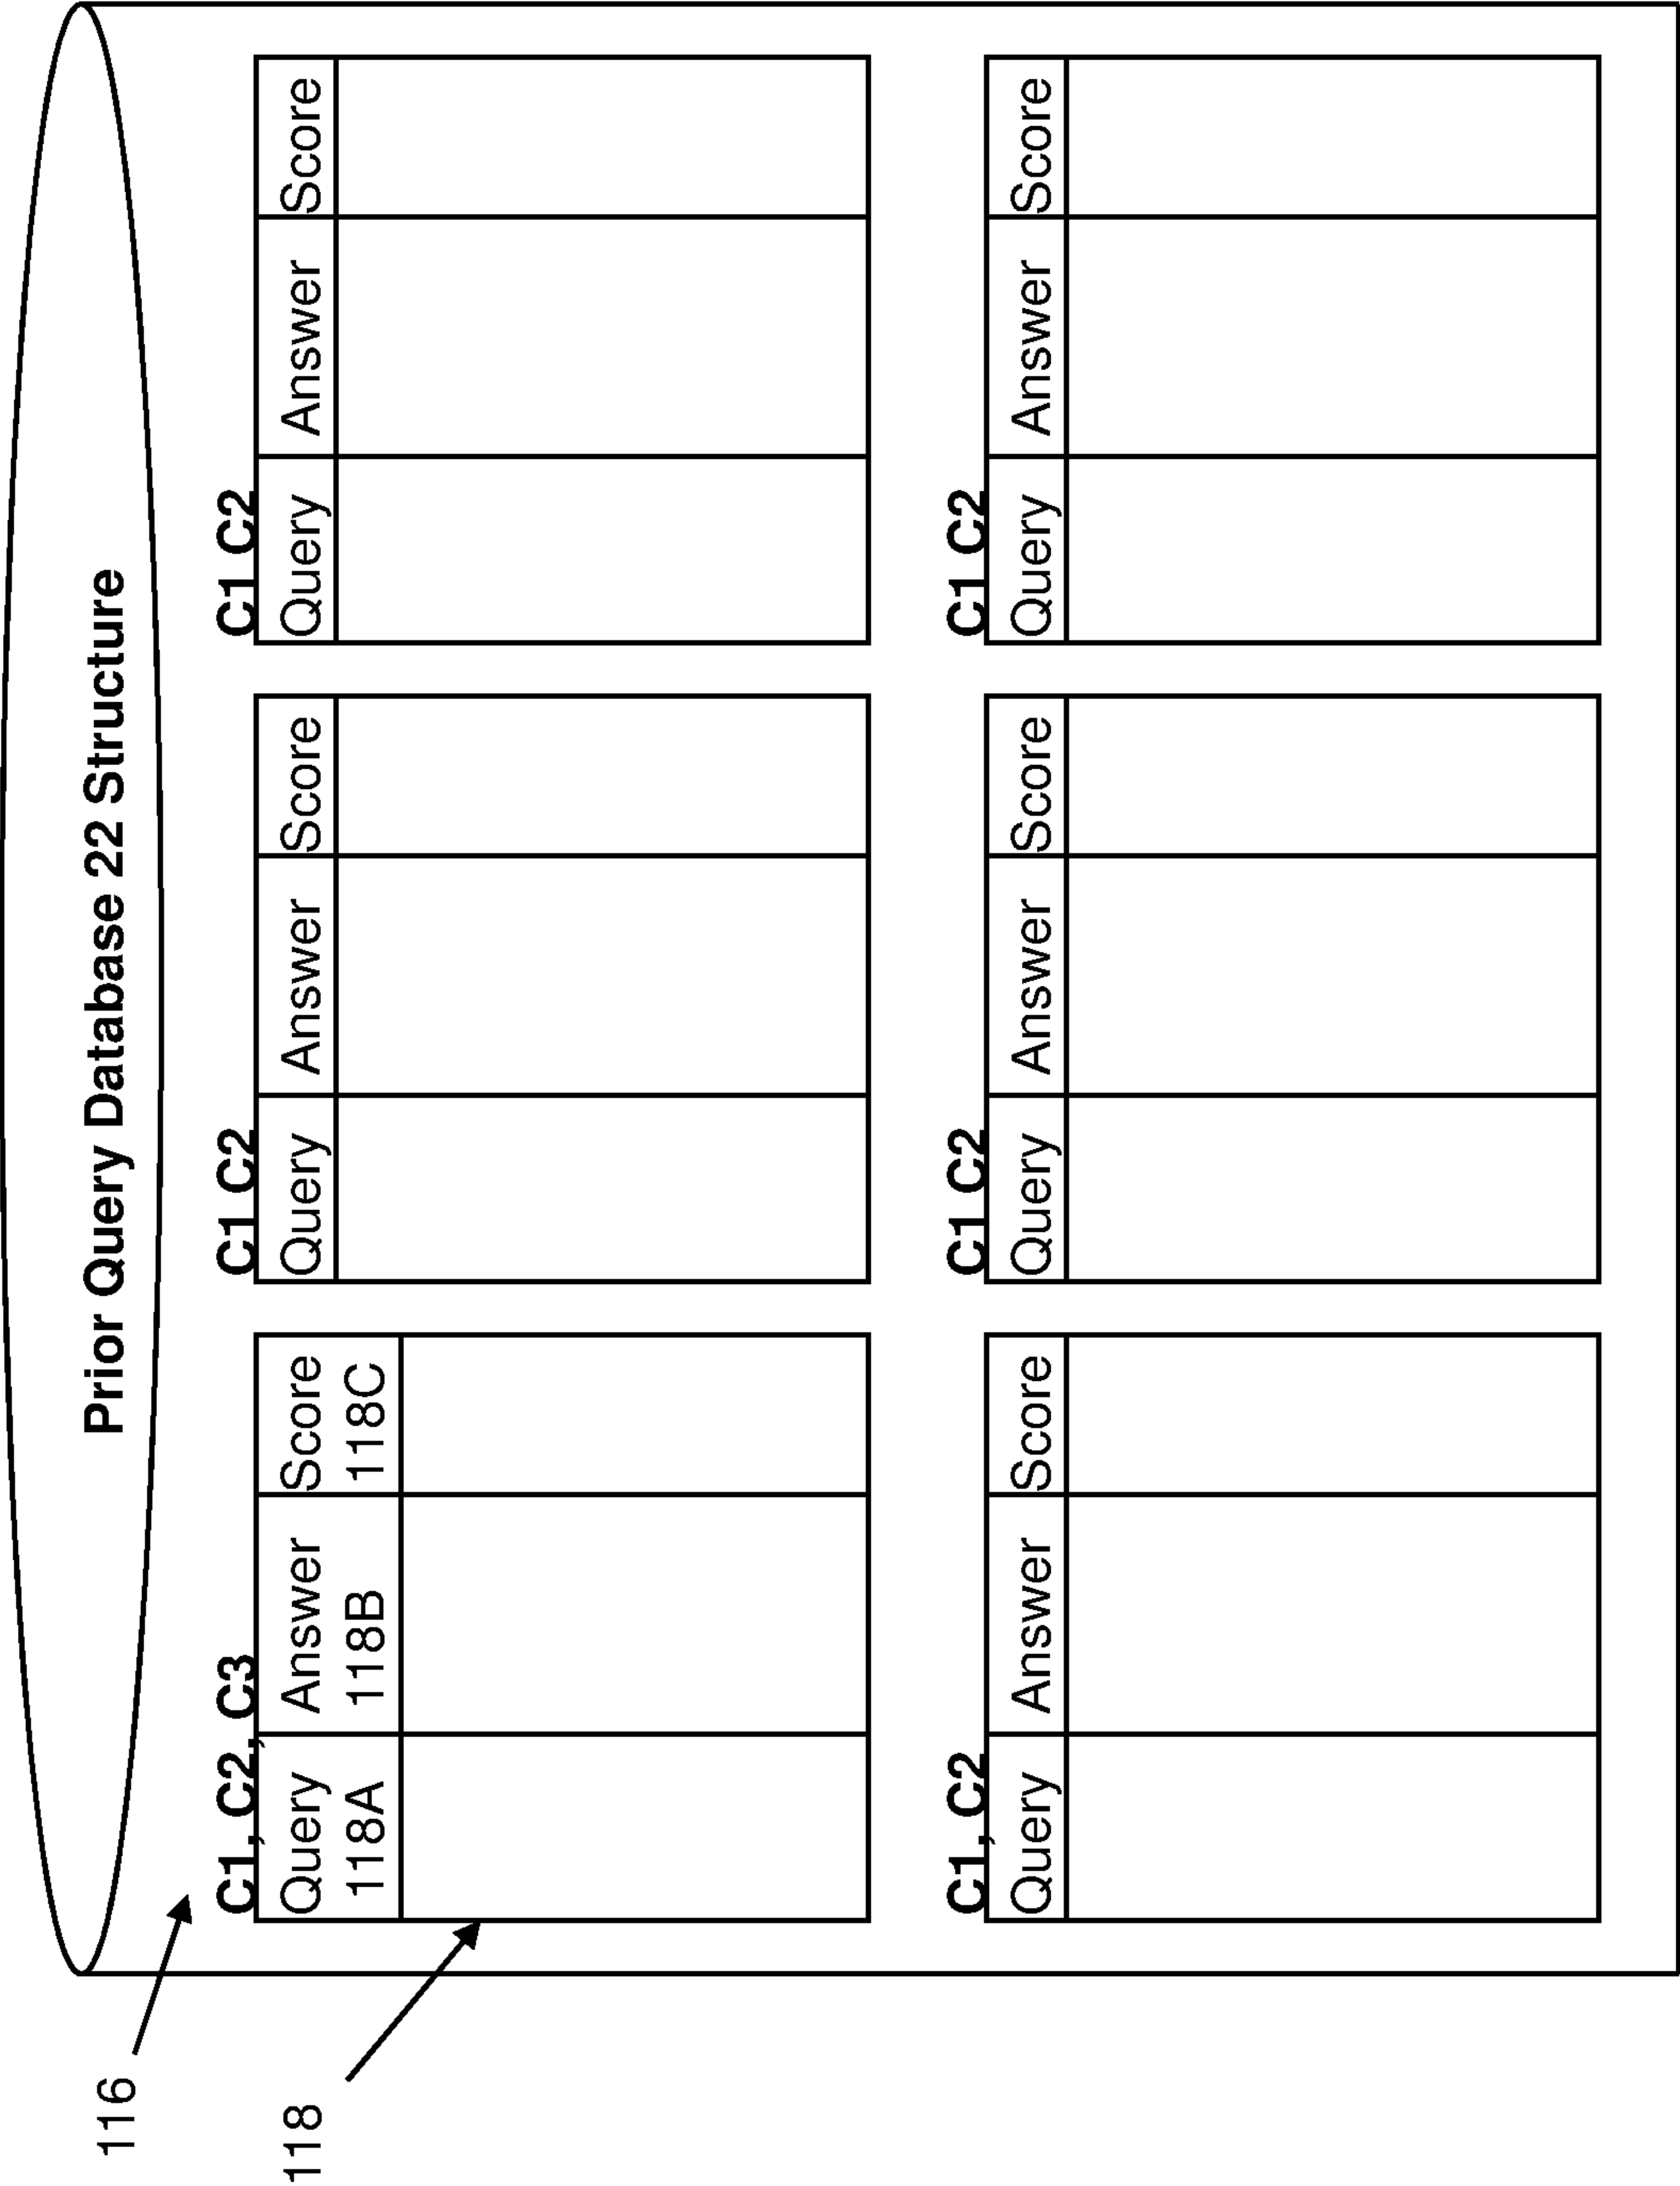 Prior Query Database 22 Structure
116
C1, C2, C3
C1 C2
C1 C2
Query Answer Score
118A 118B 118C
Query Answer Score
Query Answer Score
118
C1, C2
C1 C2
C1 C2
Query Answer Score
Query Answer Score
Query Answer Score